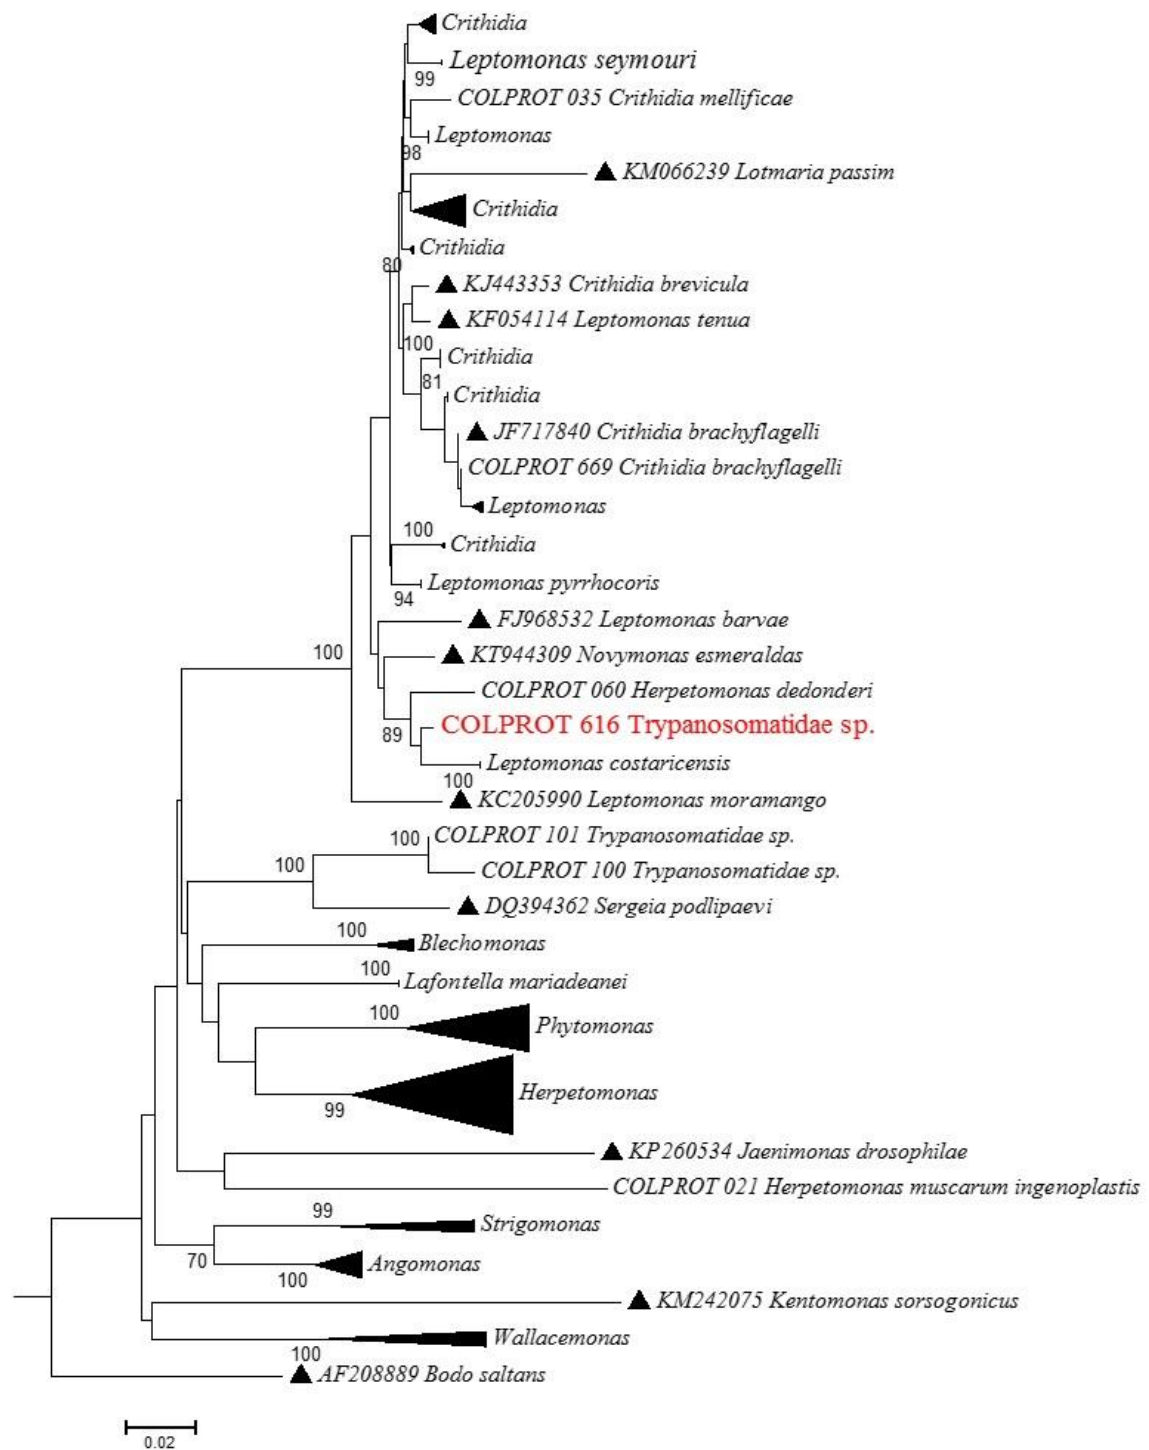 Crithidia
Leptomonas seymouri
99
COLPROT 035 Crithidia mellificae
Leptomonas
98
KM066239 Lotmaria passim
Crithidia
Crithidia
80
KJ443353 Crithidia brevicula
KF054114 Leptomonas tenua
100
Crithidia
81
Crithidia
JF717840 Crithidia brachyflagelli
COLPROT 669 Crithidia brachyflagelli
Leptomonas
100
Crithidia
Leptomonas pyrrhocoris
94
FJ968532 Leptomonas barvae
100
KT944309 Novymonas esmeraldas
COLPROT 060 Herpetomonas dedonderi
COLPROT 616 Trypanosomatidae sp.
89
Leptomonas costaricensis
100
KC205990 Leptomonas moramango
COLPROT 101 Trypanosomatidae sp.
100
100
COLPROT 100 Trypanosomatidae sp.
DQ394362 Sergeia podlipaevi
100
Blechomonas
100
Lafontella mariadeanei
100
Phytomonas
Herpetomonas
99
KP260534 Jaenimonas drosophilae
COLPROT 021 Herpetomonas muscarum ingenoplastis
99
Strigomonas
70
Angomonas
100
KM242075 Kentomonas sorsogonicus
Wallacemonas
100
AF208889 Bodo saltans
0.02